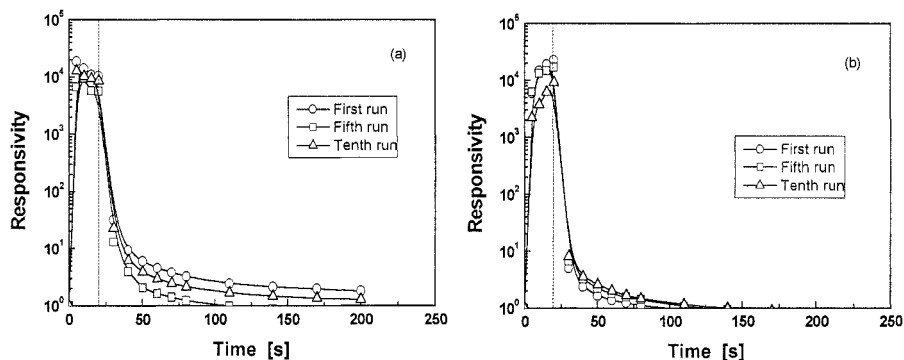 10^5
10^4
10^3
10^2
10^1
10^0
Responsivity
(a)
First run
Fifth run
Tenth run
0 50 100 150 200 250
Time [s]
10^5
10^4
10^3
10^2
10^1
10^0
Responsivity
(b)
First run
Fifth run
Tenth run
0 50 100 150 200 250
Time [s]